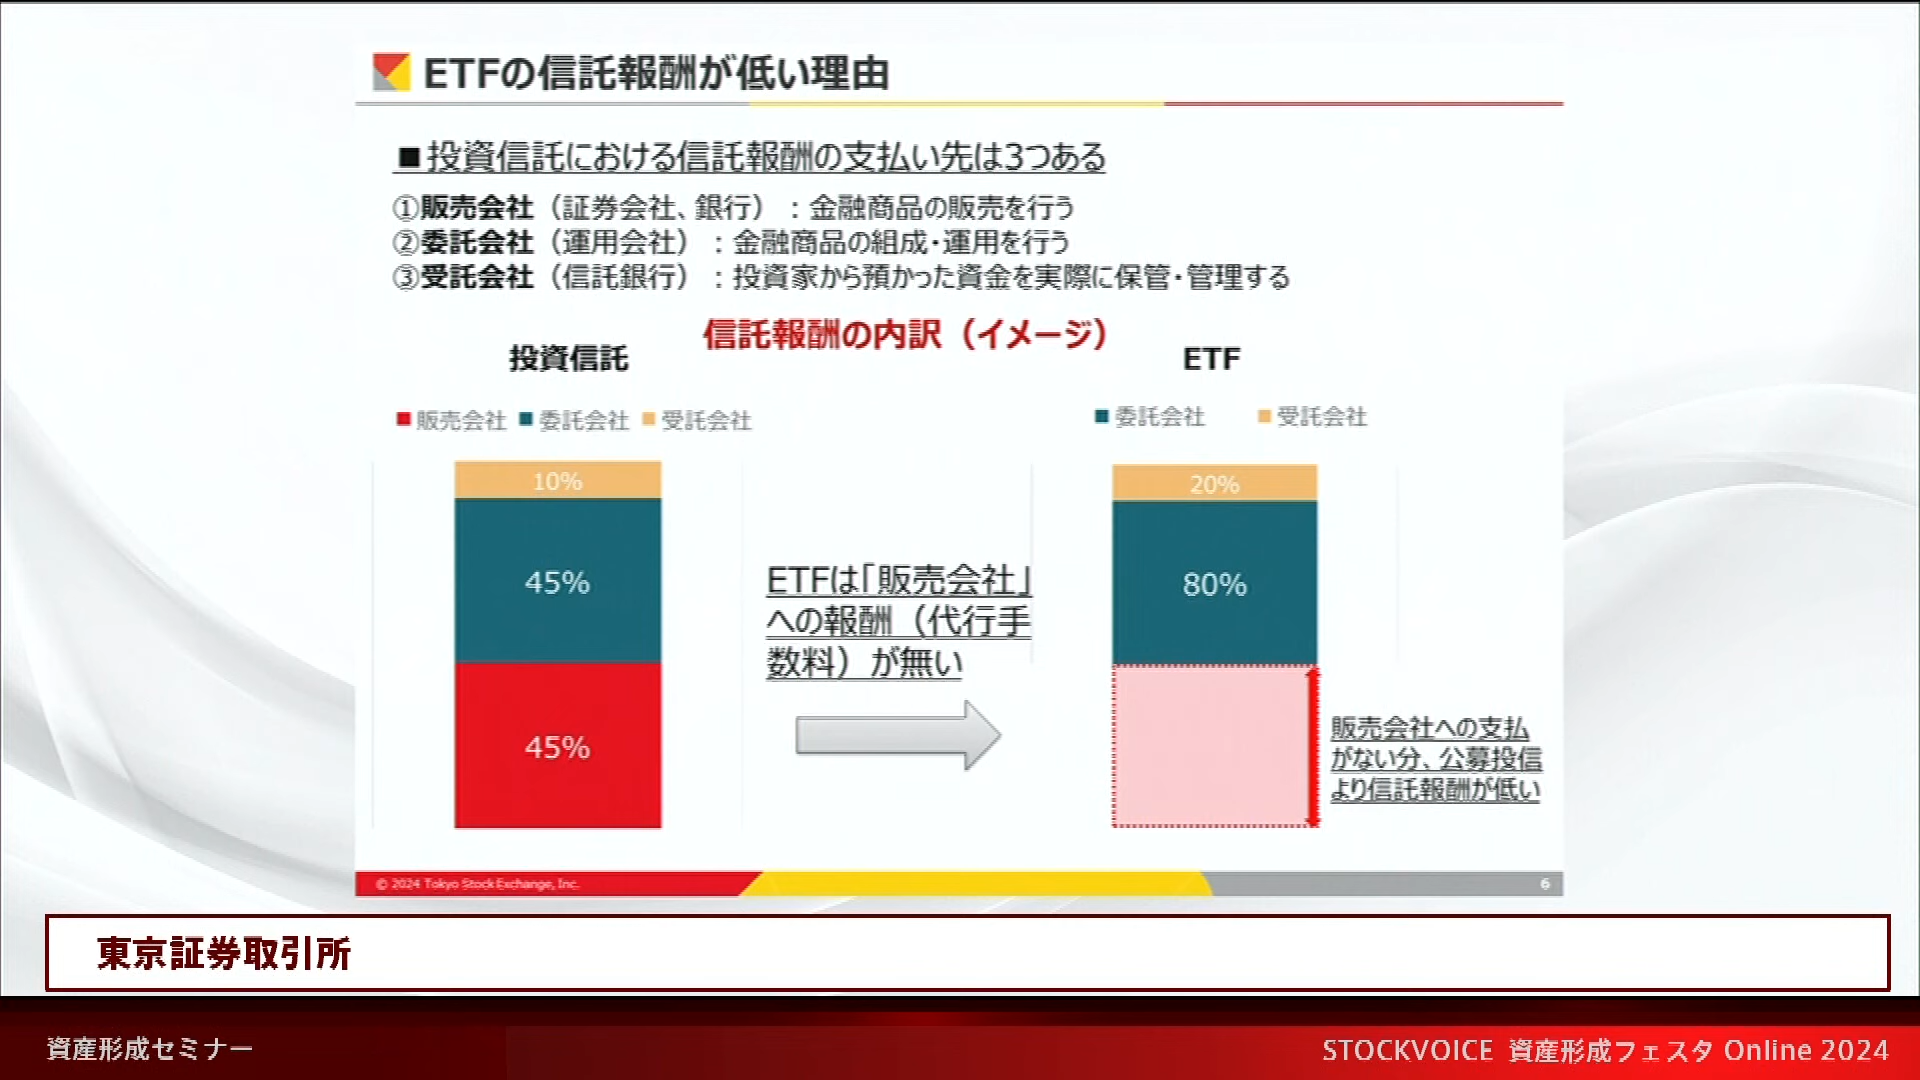 ETFの信託報酬が低い理由
■投資信託における信託報酬の支払い先は3つある
①販売会社（証券会社、銀行）：金融商品の販売を行う
②委託会社（運用会社）：金融商品の組成・運用を行う
③受託会社（信託銀行）：投資家から預かった資金を実際に保管・管理する
信託報酬の内訳（イメージ）
投資信託
ETF
販売会社 委託会社 受託会社
委託会社 受託会社
10%
45%
45%
ETFは「販売会社」
への報酬（代行手
数料）が無い
20%
80%
販売会社への支払
がない分、公募投信
より信託報酬が低い
© 2024 Tokyo Stock Exchange, Inc.
6
東京証券取引所
資産形成セミナー
STOCKVOICE 資産形成フェスタ Online 2024